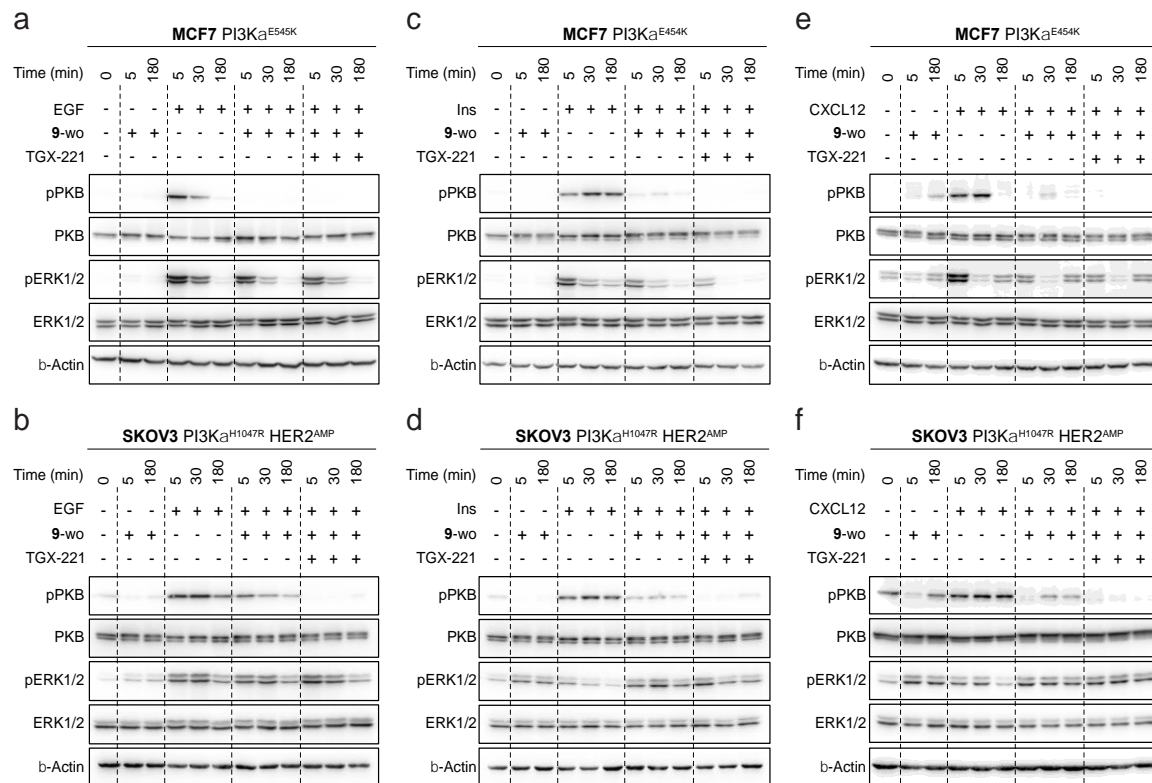 a
MCF7 PI3Ka^E545K
Time (min) 0 5 180 5 30 180 5 30 180 5 30 180
EGF - - - + + + + + + + + +
9-wo - + + - - - + + + + + +
TGX-221 - - - - - - - - - + + +
pPKB
PKB
pERK1/2
ERK1/2
b-Actin
c
MCF7 PI3Ka^E454K
Time (min) 0 5 180 5 30 180 5 30 180 5 30 180
Ins - - - + + + + + + + + +
9-wo - + + - - - + + + + + +
TGX-221 - - - - - - - - - + + +
pPKB
PKB
pERK1/2
ERK1/2
b-Actin
e
MCF7 PI3Ka^E454K
Time (min) 0 5 180 5 30 180 5 30 180 5 30 180
CXCL12 - - - + + + + + + + + +
9-wo - + + - - - + + + + + +
TGX-221 - - - - - - - - - + + +
pPKB
PKB
pERK1/2
ERK1/2
b-Actin
b
SKOV3 PI3Ka^H1047R HER2^AMP
Time (min) 0 5 180 5 30 180 5 30 180 5 30 180
EGF - - - + + + + + + + + +
9-wo - + + - - - + + + + + +
TGX-221 - - - - - - - - - + + +
pPKB
PKB
pERK1/2
ERK1/2
b-Actin
d
SKOV3 PI3Ka^H1047R HER2^AMP
Time (min) 0 5 180 5 30 180 5 30 180 5 30 180
Ins - - - + + + + + + + + +
9-wo - + + - - - + + + + + +
TGX-221 - - - - - - - - - + + +
pPKB
PKB
pERK1/2
ERK1/2
b-Actin
f
SKOV3 PI3Ka^H1047R HER2^AMP
Time (min) 0 5 180 5 30 180 5 30 180 5 30 180
CXCL12 - - - + + + + + + + + +
9-wo - + + - - - + + + + + +
TGX-221 - - - - - - - - - + + +
pPKB
PKB
pERK1/2
ERK1/2
b-Actin